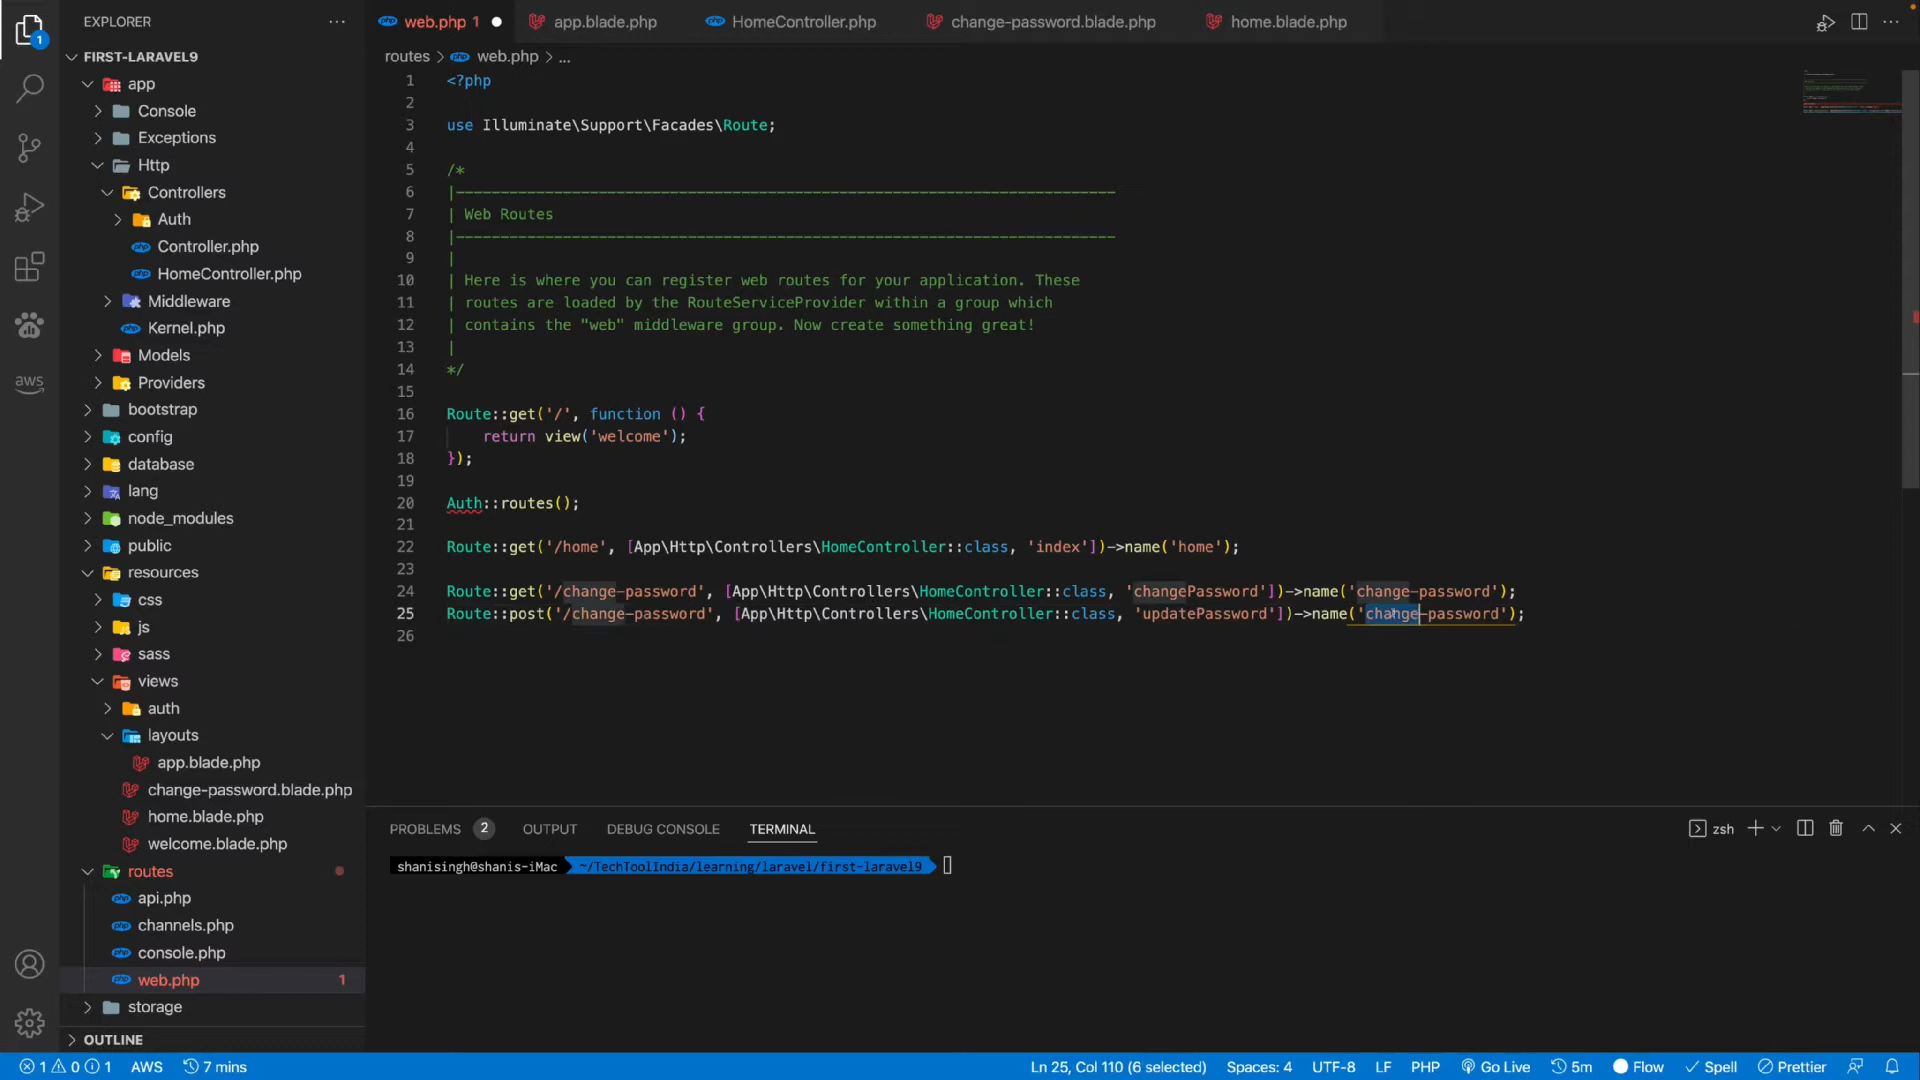 EXPLORER
···
web.php 1
app.blade.php
HomeController.php
change-password.blade.php
home.blade.php
···
1
FIRST-LARAVEL9
app
Console
Exceptions
Http
Controllers
Auth
Controller.php
HomeController.php
Middleware
Kernel.php
Models
Providers
bootstrap
config
database
lang
node_modules
public
resources
css
js
sass
views
auth
layouts
app.blade.php
change-password.blade.php
home.blade.php
welcome.blade.php
routes
api.php
channels.php
console.php
web.php 1
storage
OUTLINE
aws
routes > web.php > ...
1 <?php
2
3 use Illuminate\Support\Facades\Route;
4
5 /*
6 |--------------------------------------------------------------------------
7 | Web Routes
8 |--------------------------------------------------------------------------
9 |
10 | Here is where you can register web routes for your application. These
11 | routes are loaded by the RouteServiceProvider within a group which
12 | contains the "web" middleware group. Now create something great!
13 |
14 */
15
16 Route::get('/', function () {
17 return view('welcome');
18 });
19
20 Auth::routes();
21
22 Route::get('/home', [App\Http\Controllers\HomeController::class, 'index'])->name('home');
23
24 Route::get('/change-password', [App\Http\Controllers\HomeController::class, 'changePassword'])->name('change-password');
25 Route::post('/change-password', [App\Http\Controllers\HomeController::class, 'updatePassword'])->name('change-password');
26
PROBLEMS 2 OUTPUT DEBUG CONSOLE TERMINAL
zsh
shanisingh@shanis-iMac ~/TechToolIndia/learning/laravel/first-laravel9
1 0 1 AWS 7 mins Ln 25, Col 110 (6 selected) Spaces: 4 UTF-8 LF PHP Go Live 5m Flow Spell Prettier